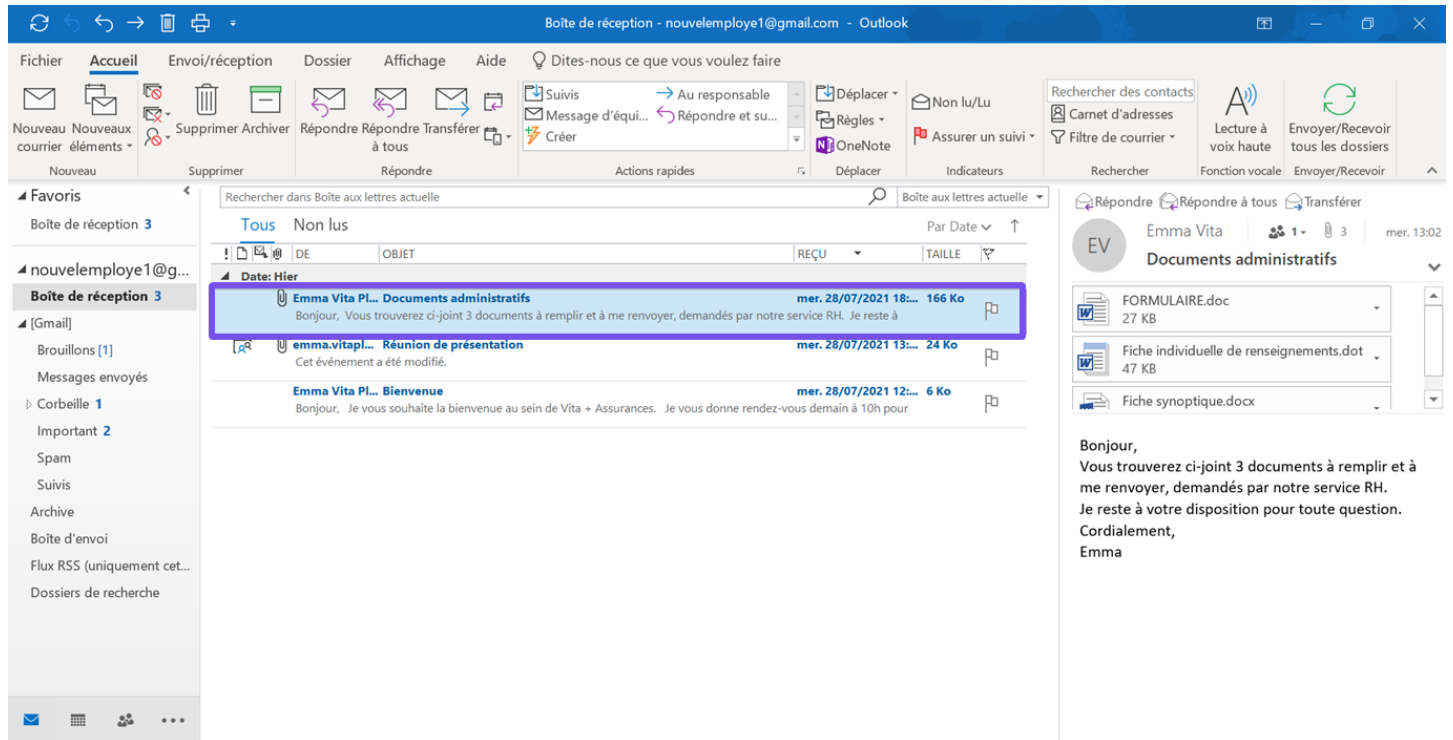 Boîte de réception - nouvelemploye1@gmail.com - Outlook
Fichier Accueil Envoi/réception Dossier Affichage Aide Dites-nous ce que vous voulez faire
Nouveau courrier
Nouveaux éléments
Supprimer Archiver
Répondre Répondre à tous Transférer
Suivis Au responsable
Message d'équi... Répondre et su...
Créer
Déplacer
Règles
OneNote
Non lu/Lu
Assurer un suivi
Rechercher des contacts
Carnet d'adresses
Filtre de courrier
Lecture à voix haute
Envoyer/Recevoir tous les dossiers
Nouveau Supprimer Répondre Actions rapides Déplacer Indicateurs Rechercher Fonction vocale Envoyer/Recevoir
Favoris
Boîte de réception 3
nouvelemploye1@g...
Boîte de réception 3
[Gmail]
Brouillons [1]
Messages envoyés
Corbeille 1
Important 2
Spam
Suivis
Archive
Boîte d'envoi
Flux RSS (uniquement cet...
Dossiers de recherche
Rechercher dans Boîte aux lettres actuelle Boîte aux lettres actuelle
Tous Non lus Par Date
! DE OBJET REÇU TAILLE
Date: Hier
Emma Vita Pl... Documents administratifs mer. 28/07/2021 18:... 166 Ko
Bonjour, Vous trouverez ci-joint 3 documents à remplir et à me renvoyer, demandés par notre service RH. Je reste à
emma.vitapl... Réunion de présentation mer. 28/07/2021 13:... 24 Ko
Cet événement a été modifié.
Emma Vita Pl... Bienvenue mer. 28/07/2021 12:... 6 Ko
Bonjour, Je vous souhaite la bienvenue au sein de Vita + Assurances. Je vous donne rendez-vous demain à 10h pour
Répondre Répondre à tous Transférer
EV
Emma Vita 1 3 mer. 13:02
Documents administratifs
FORMULAIRE.doc
27 KB
Fiche individuelle de renseignements.dot
47 KB
Fiche synoptique.docx
Bonjour,
Vous trouverez ci-joint 3 documents à remplir et à
me renvoyer, demandés par notre service RH.
Je reste à votre disposition pour toute question.
Cordialement,
Emma